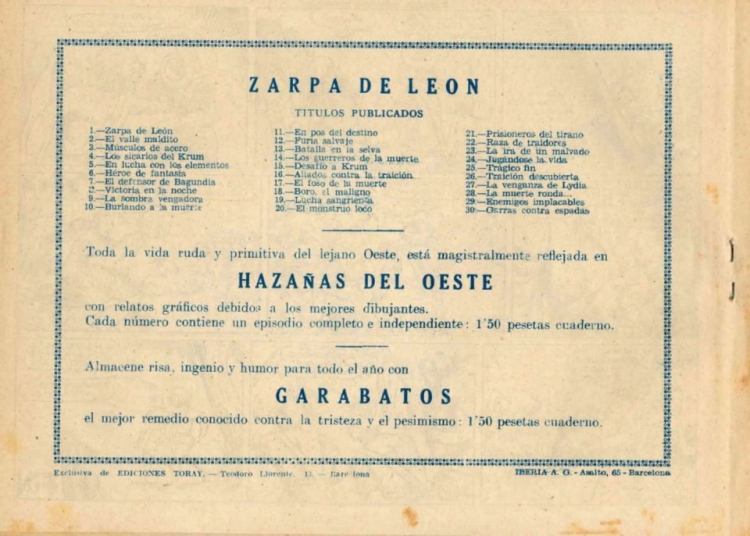 ZARPA DE LEON
TITULOS PUBLICADOS
1.—Zarpa de León
2.—El valle maldito
3.—Músculos de acero
4.—Los sicarios del Krum
5.—En lucha con los elementos
6.—Héroe de fantasía
7.—El defensor de Bagundia
8.—Victoria en la noche
9.—La sombra vengadora
10.—Burlando a la muerte
11.—En pos del destino
12.—Furia salvaje
13.—Batalla en la selva
14.—Los guerreros de la muerte
15.—Desafío a Krum
16.—Aliados contra la traición
17.—El foso de la muerte
18.—Boro, el maligno
19.—Lucha sangrienta
20.—El monstruo loco
21.—Prisioneros del tirano
22.—Raza de traidores
23.—La ira de un malvado
24.—Jugándose la vida
25.—Trágico fin
26.—Traición descubierta
27.—La venganza de Lydia
28.—La muerte ronda...
29.—Enemigos implacables
30.—Garras contra espadas
Toda la vida ruda y primitiva del lejano Oeste, está magistralmente reflejada en
HAZAÑAS DEL OESTE
con relatos gráficos debidos a los mejores dibujantes.
Cada número contiene un episodio completo e independiente: 1'50 pesetas cuaderno.
Almacene risa, ingenio y humor para todo el año con
GARABATOS
el mejor remedio conocido contra la tristeza y el pesimismo: 1'50 pesetas cuaderno.
Exclusiva de EDICIONES TORAY. — Teodoro Llorente, 13. — Barcelona
IBERIA A. G. - Asalto, 65 - Barcelona